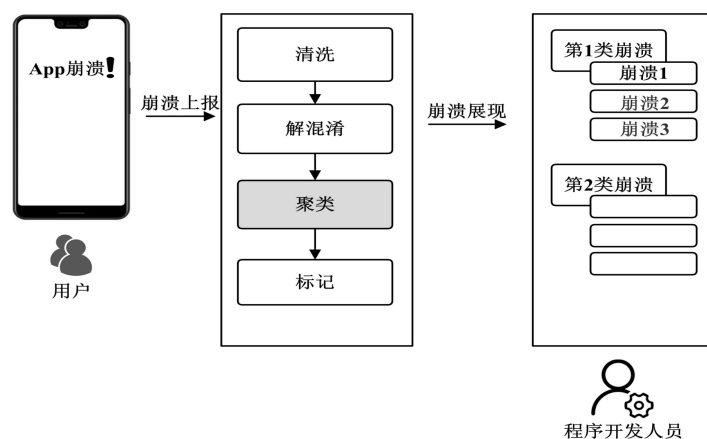 App崩溃!
用户
崩溃上报
清洗
解混淆
聚类
标记
崩溃展现
第1类崩溃
崩溃1
崩溃2
崩溃3
第2类崩溃
程序开发人员